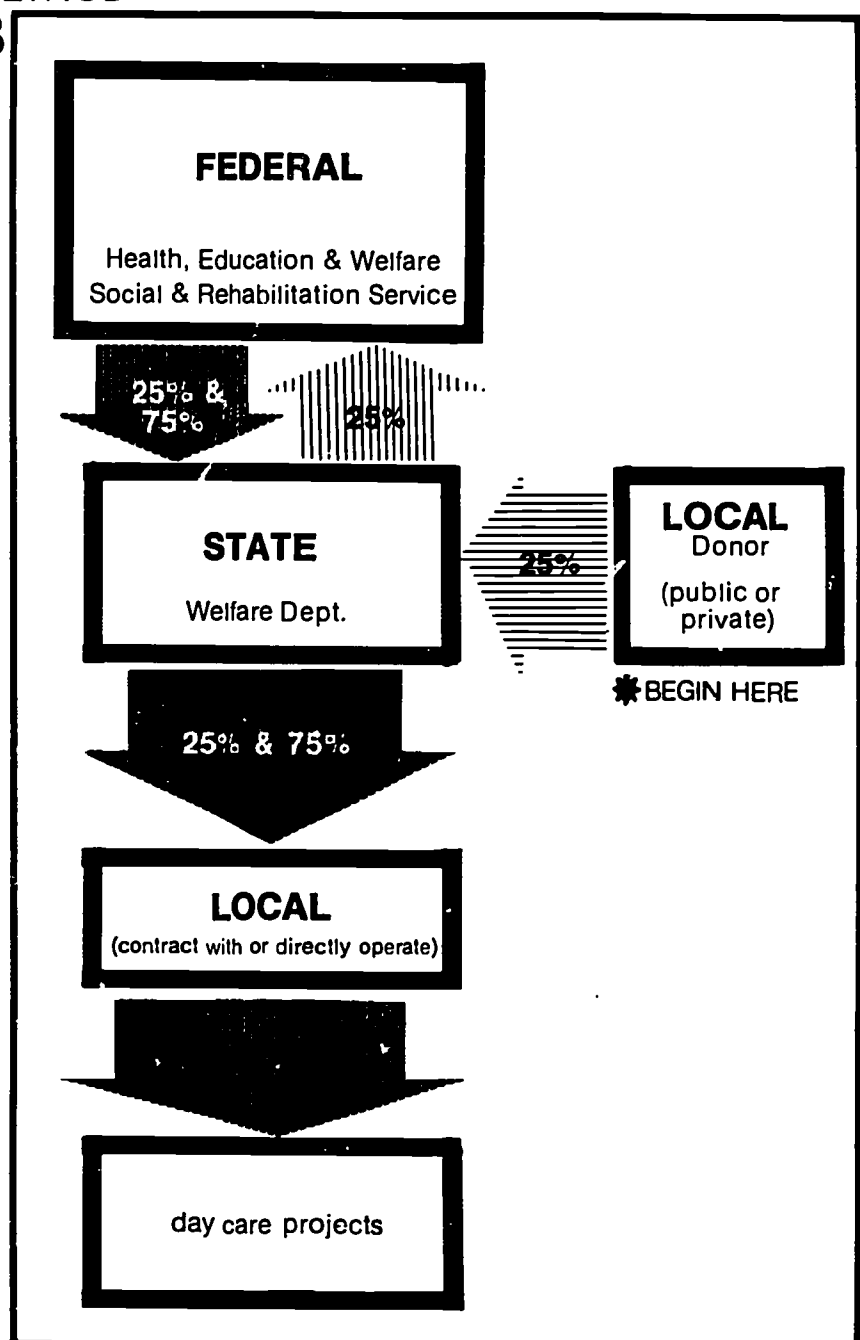 FEDERAL
Health, Education & Welfare
Social & Rehabilitation Service
25% &
75%
25%
STATE
Welfare Dept.
25%
LOCAL
Donor
(public or
private)
✱BEGIN HERE
25% & 75%
LOCAL
(contract with or directly operate)
day care projects